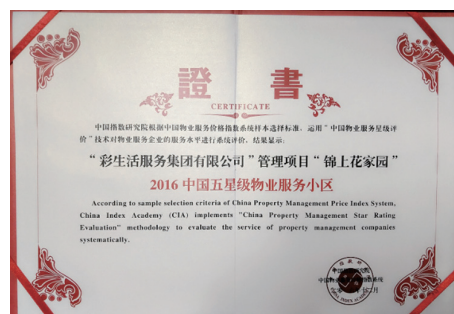 證 書
CERTIFICATE
中国指数研究院根据中国物业服务价格指数系统样本选择标准，运用“中国物业服务星级评
价”技术对物业服务企业的服务水平进行系统评价，结果显示：
“彩生活服务集团有限公司”管理项目“锦上花家园”
2016 中国五星级物业服务小区
According to sample selection criteria of China Property Management Price Index System,
China Index Academy (CIA) implements "China Property Management Star Rating
Evaluation" methodology to evaluate the service of property management companies
systematically.